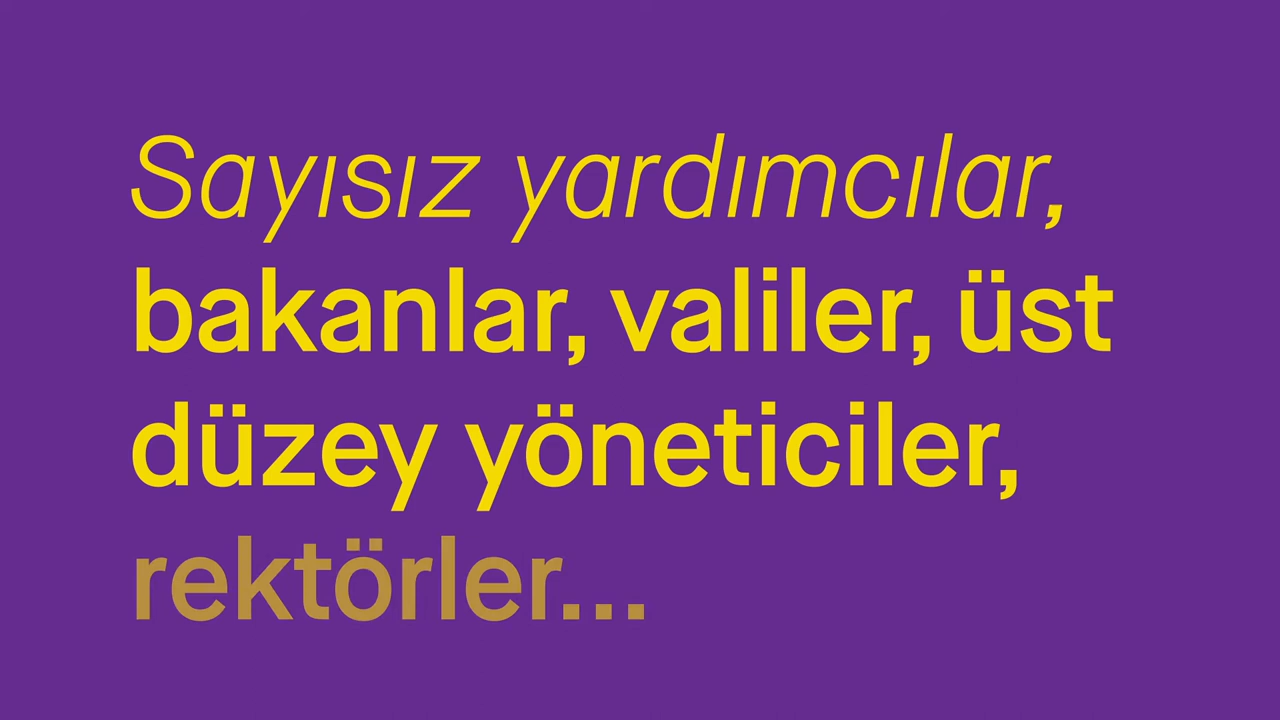 Sayısız yardımcılar,
bakanlar, valiler, üst
düzey yöneticiler,
rektörler...